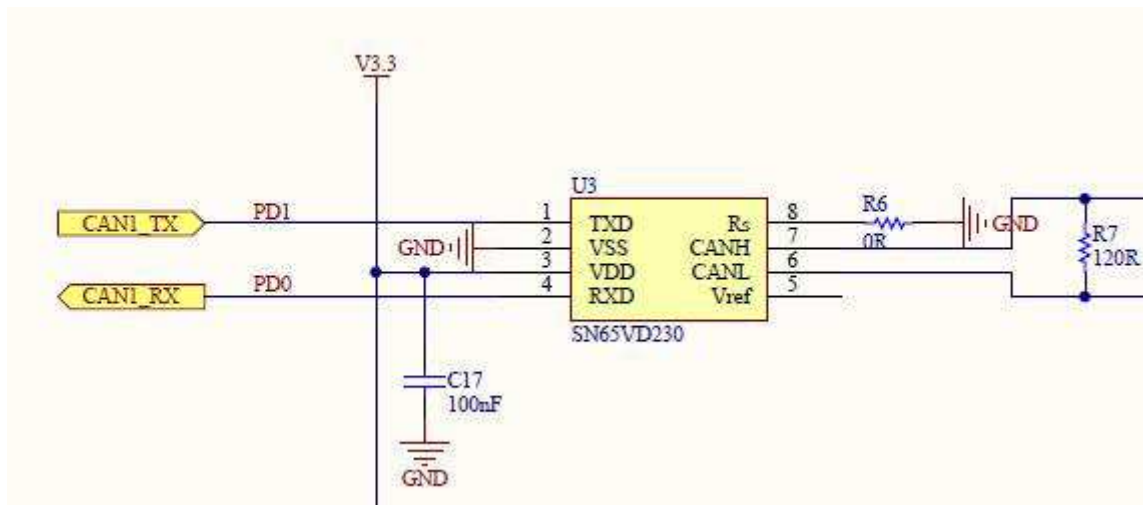 V3.3
U3
CAN1_TX PD1 1 TXD Rs 8 R6
GND 2 VSS CANH 7 0R GND
3 VDD CANL 6 R7
120R
CAN1_RX PD0 4 RXD Vref 5
SN65VD230
C17
100nF
GND